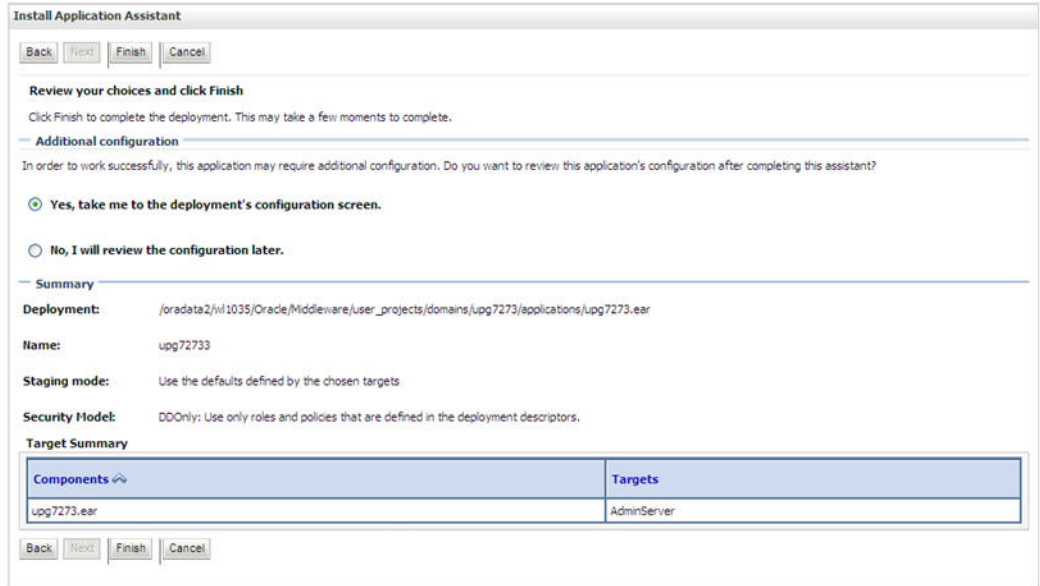 Install Application Assistant
Back Next Finish Cancel
Review your choices and click Finish
Click Finish to complete the deployment. This may take a few moments to complete.
Additional configuration
In order to work successfully, this application may require additional configuration. Do you want to review this application's configuration after completing this assistant?
Yes, take me to the deployment's configuration screen.
No, I will review the configuration later.
Summary
Deployment: /oradata2/wl1035/Oracle/Middleware/user_projects/domains/upg7273/applications/upg7273.ear
Name: upg72733
Staging mode: Use the defaults defined by the chosen targets
Security Model: DDOnly: Use only roles and policies that are defined in the deployment descriptors.
Target Summary
Components Targets
upg7273.ear AdminServer
Back Next Finish Cancel